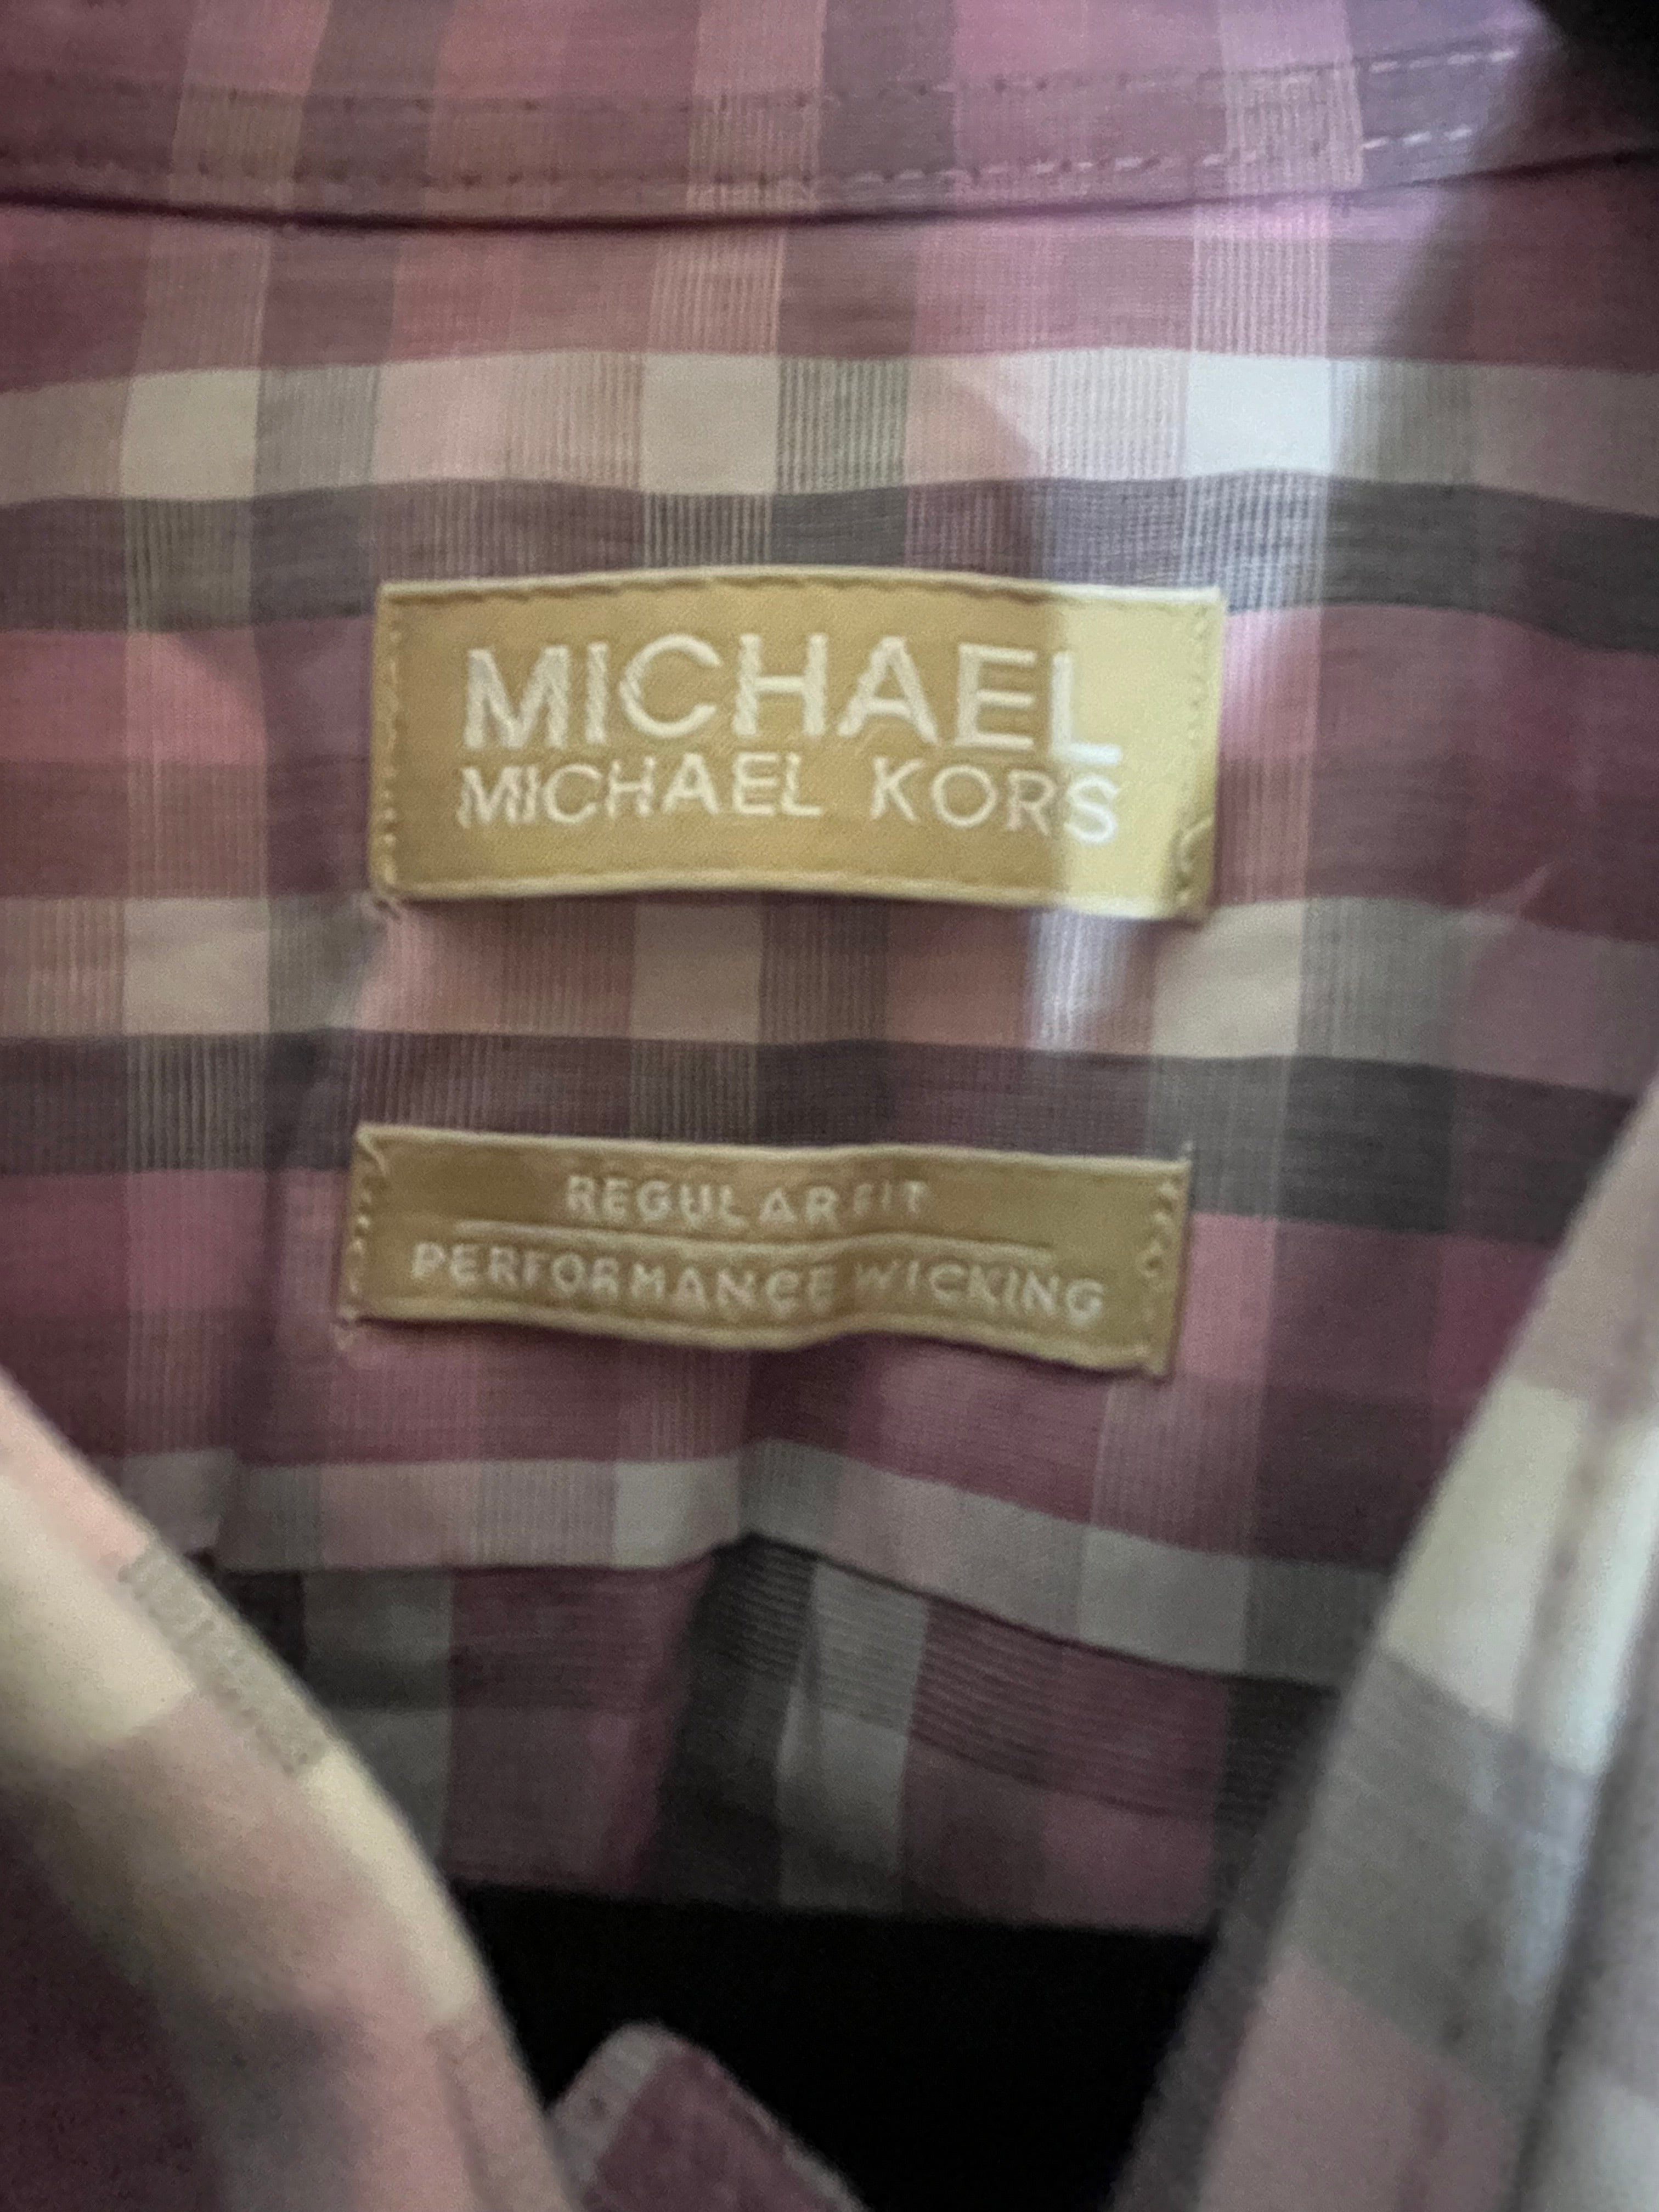 MICHAEL
MICHAEL KORS
REGULAR FIT
PERFORMANCE WICKING